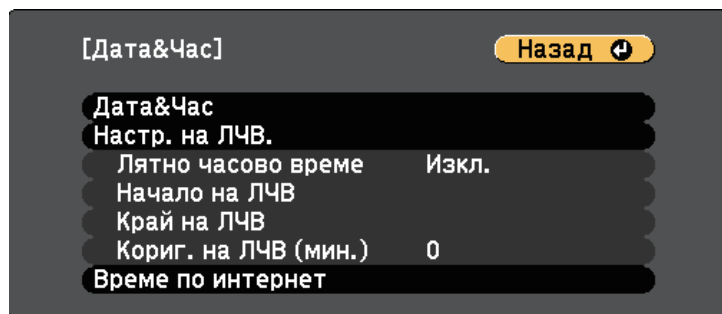 [Дата&Час]
Назад
Дата&Час
Настр. на ЛЧВ.
Лятно часово време Изкл.
Начало на ЛЧВ
Край на ЛЧВ
Кориг. на ЛЧВ (мин.) 0
Време по интернет